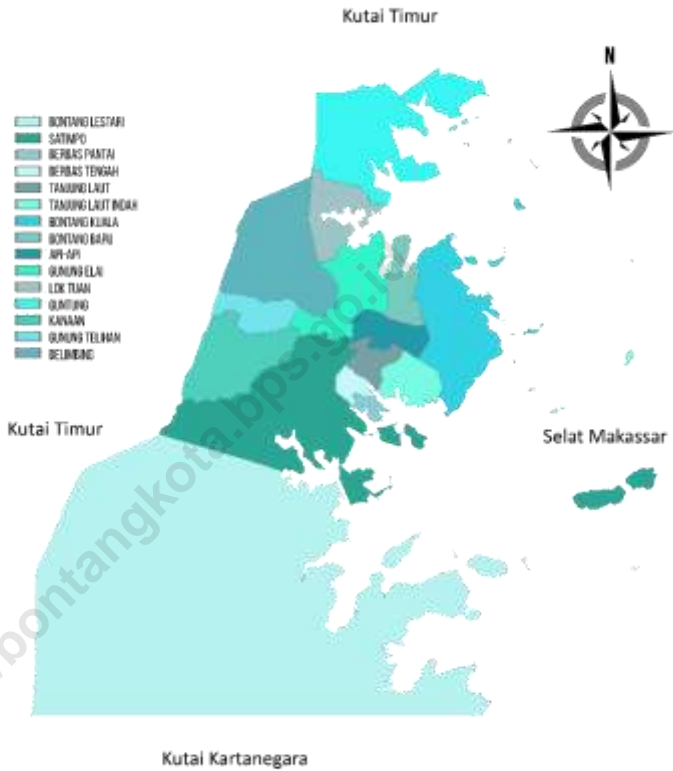 Kutai Timur
N
BONTANG LESTARI
SATIMPO
BERBAS PANTAI
BERBAS TENGAH
TANJUNG LAUT
TANJUNG LAUT INDAH
BONTANG KUALA
BONTANG BARU
API-API
GUNUNG ELAI
LOK TUAN
GUNTUNG
KANAAN
GUNUNG TELIHAN
BELIMBING
Kutai Timur
Selat Makassar
Kutai Kartanegara
bontangkota.bps.go.id